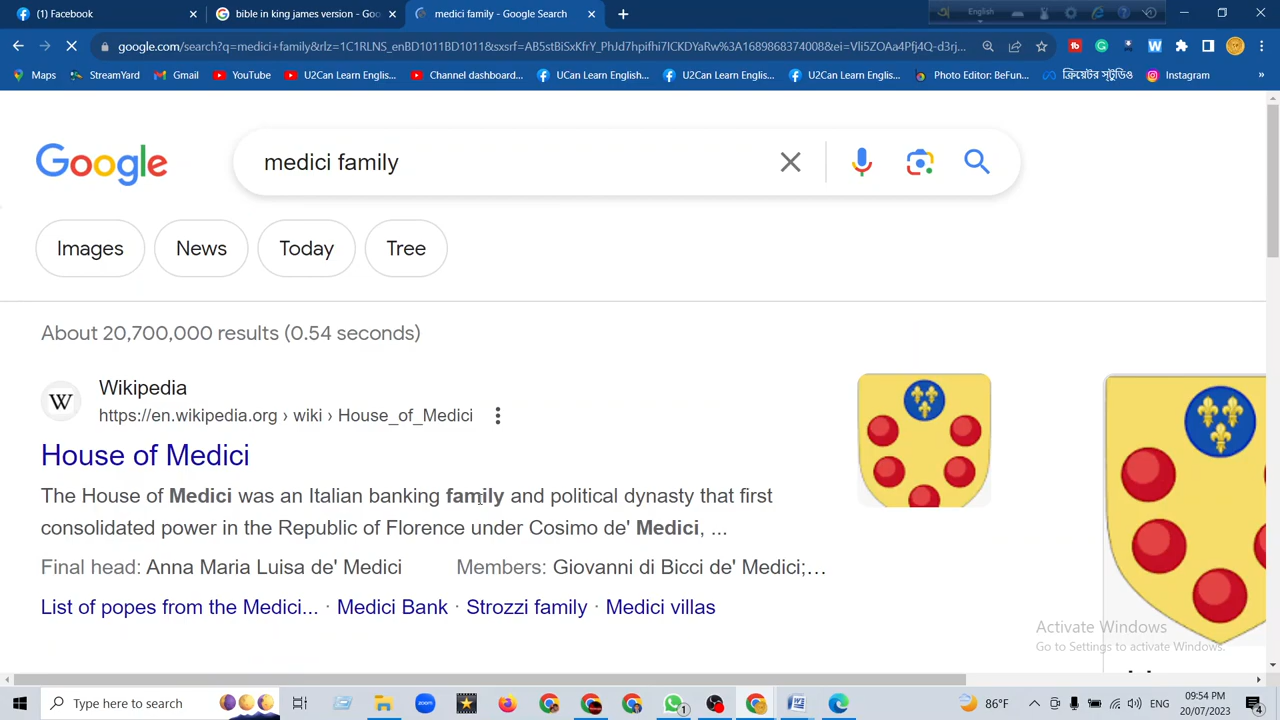 (1) Facebook
bible in king james version - Goo
medici family - Google Search
English
google.com/search?q=medici+family&rlz=1C1RLNS_enBD1011BD1011&sxsrf=AB5stBiSxKfrY_PhJd7hpifhi7ICKDYaRw%3A1689868374008&ei=Vli5ZOAa4Pfj4Q-d3rj...
Maps
StreamYard
Gmail
YouTube
U2Can Learn Englis...
Channel dashboard...
UCan Learn English...
U2Can Learn Englis...
U2Can Learn Englis...
Photo Editor: BeFun...
ক্রিয়েটর স্টুডিও
Instagram
Google
medici family
Images
News
Today
Tree
About 20,700,000 results (0.54 seconds)
W
Wikipedia
https://en.wikipedia.org › wiki › House_of_Medici
House of Medici
The House of Medici was an Italian banking family and political dynasty that first
consolidated power in the Republic of Florence under Cosimo de' Medici, ...
Final head: Anna Maria Luisa de' Medici
Members: Giovanni di Bicci de' Medici;...
List of popes from the Medici... · Medici Bank · Strozzi family · Medici villas
Activate Windows
Go to Settings to activate Windows.
Type here to search
zoom
1
W
86°F
09:54 PM
20/07/2023
4